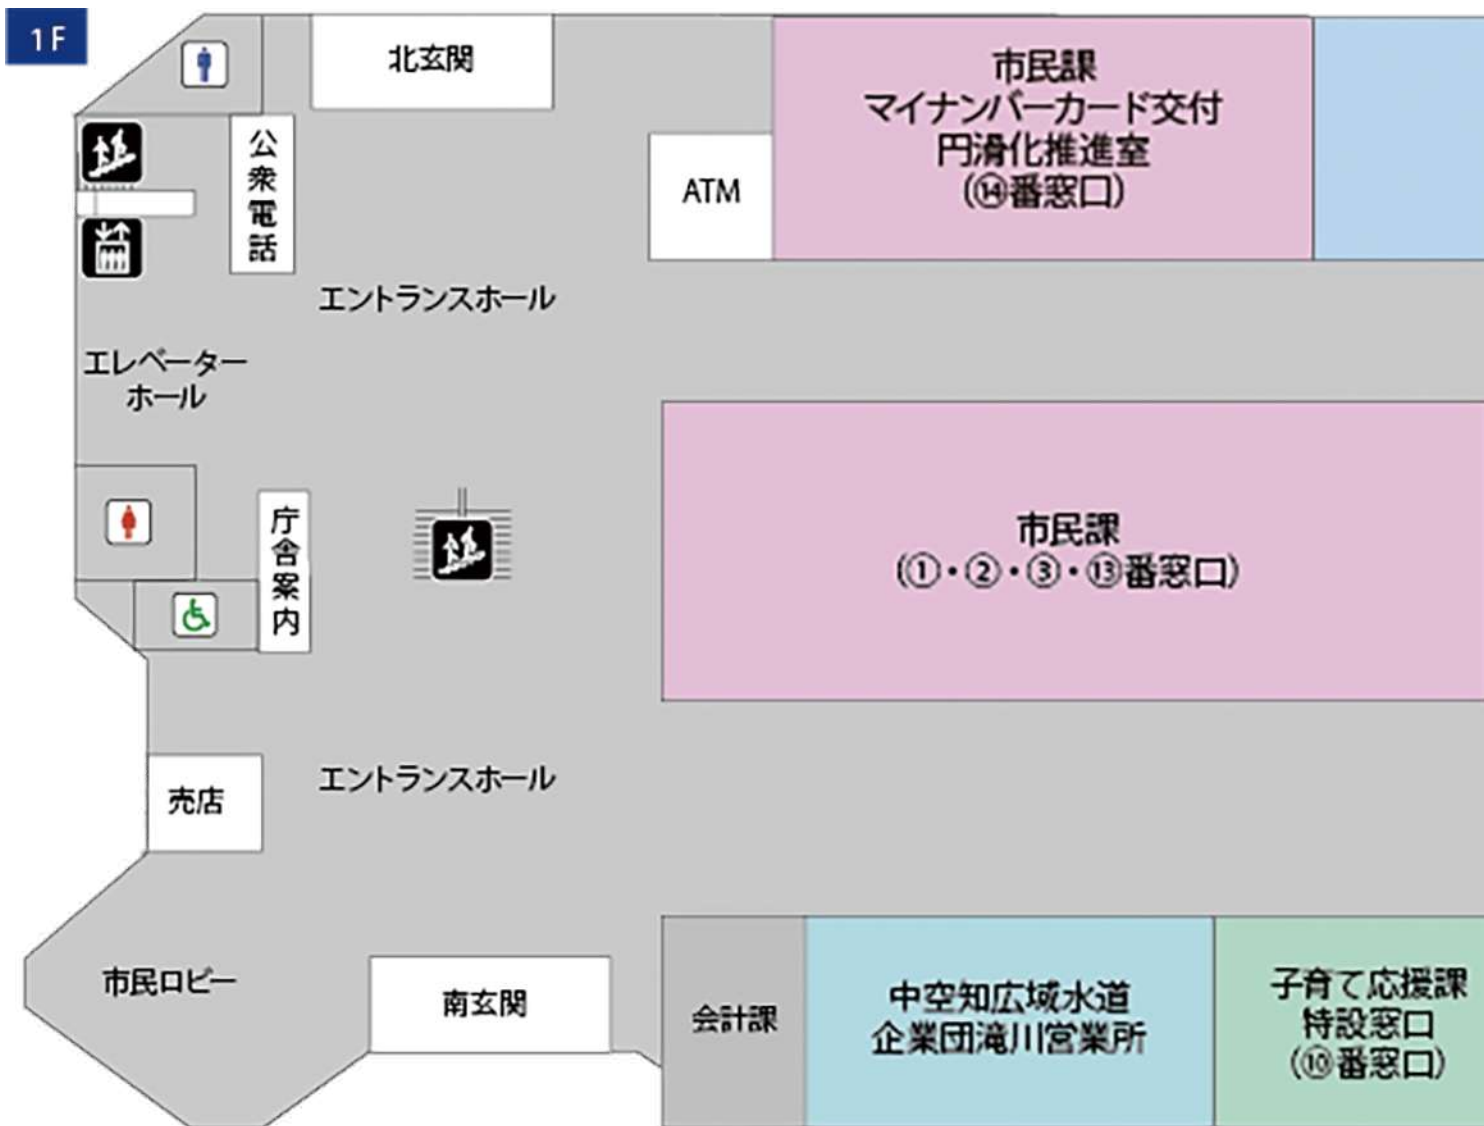 1F
北玄関
市民課
マイナンバーカード交付
円滑化推進室
(⑭番窓口)
公衆電話
ATM
エントランスホール
エレベーター
ホール
庁舎案内
市民課
(①・②・③・⑬番窓口)
エントランスホール
売店
市民ロビー
南玄関
会計課
中空知広域水道
企業団滝川営業所
子育て応援課
特設窓口
(⑩番窓口)